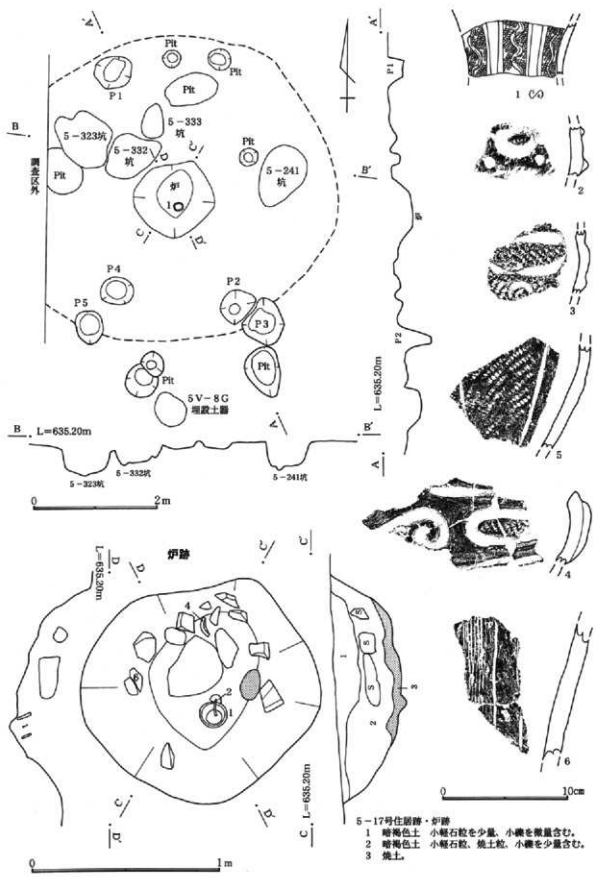 A'
A'
Pit
Pit
P1
P1
Pit
1 (¼)
5-333
坑
B
5-323坑
5-332
坑
D
C'
Pit
5-241
坑
B'
2
調査区外
Pit
炉
1
炉
C
D'
3
P4
P2
P5
P3
P2
Pit
Pit
5V-8G
埋設土器
L=635.20m
A
B
L=635.20m
B'
5
5-323坑
5-332坑
5-241坑
A
0
2m
炉跡
D
D
C'
C'
L=635.20m
4
4
S
S
S
1
3
2
6
2
1
1
6
C
D'
D'
C
L=635.20m
0
10cm
0
1m
5-17号住居跡・炉跡
1 暗褐色土 小軽石粒を少量、小礫を微量含む。
2 暗褐色土 小軽石粒、焼土粒、小礫を少量含む。
3 焼土。